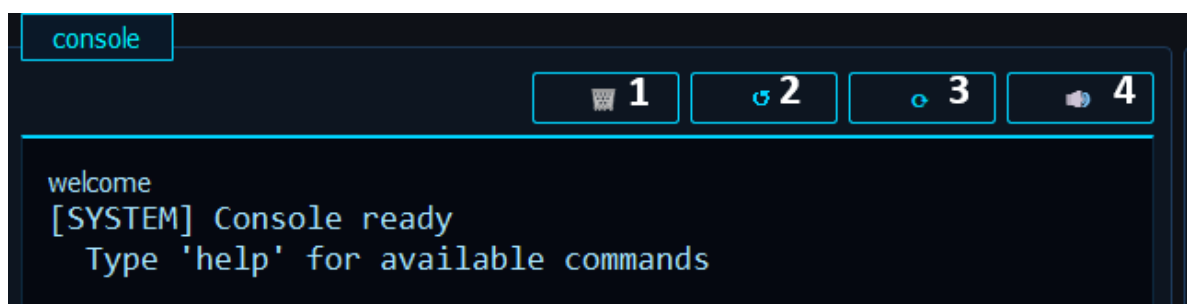 console
1 2 3 4
welcome
[SYSTEM] Console ready
Type 'help' for available commands